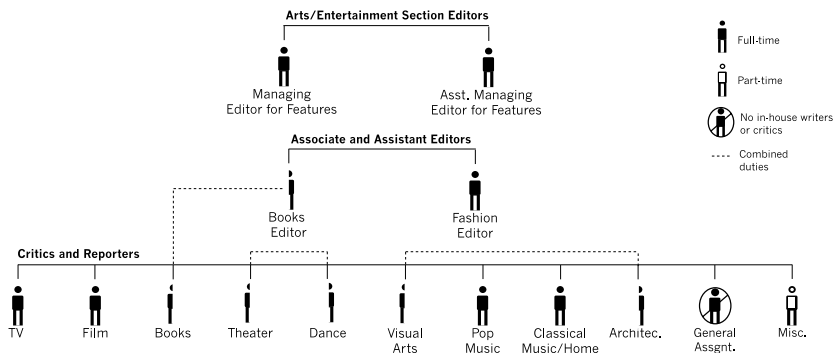 Arts/Entertainment Section Editors
Full-time
Part-time
Managing
Editor for Features
Asst. Managing
Editor for Features
No in-house writers
or critics
Associate and Assistant Editors
Combined
duties
Books
Editor
Fashion
Editor
Critics and Reporters
TV
Film
Books
Theater
Dance
Visual
Arts
Pop
Music
Classical
Music/Home
Architec.
General
Assgnt.
Misc.